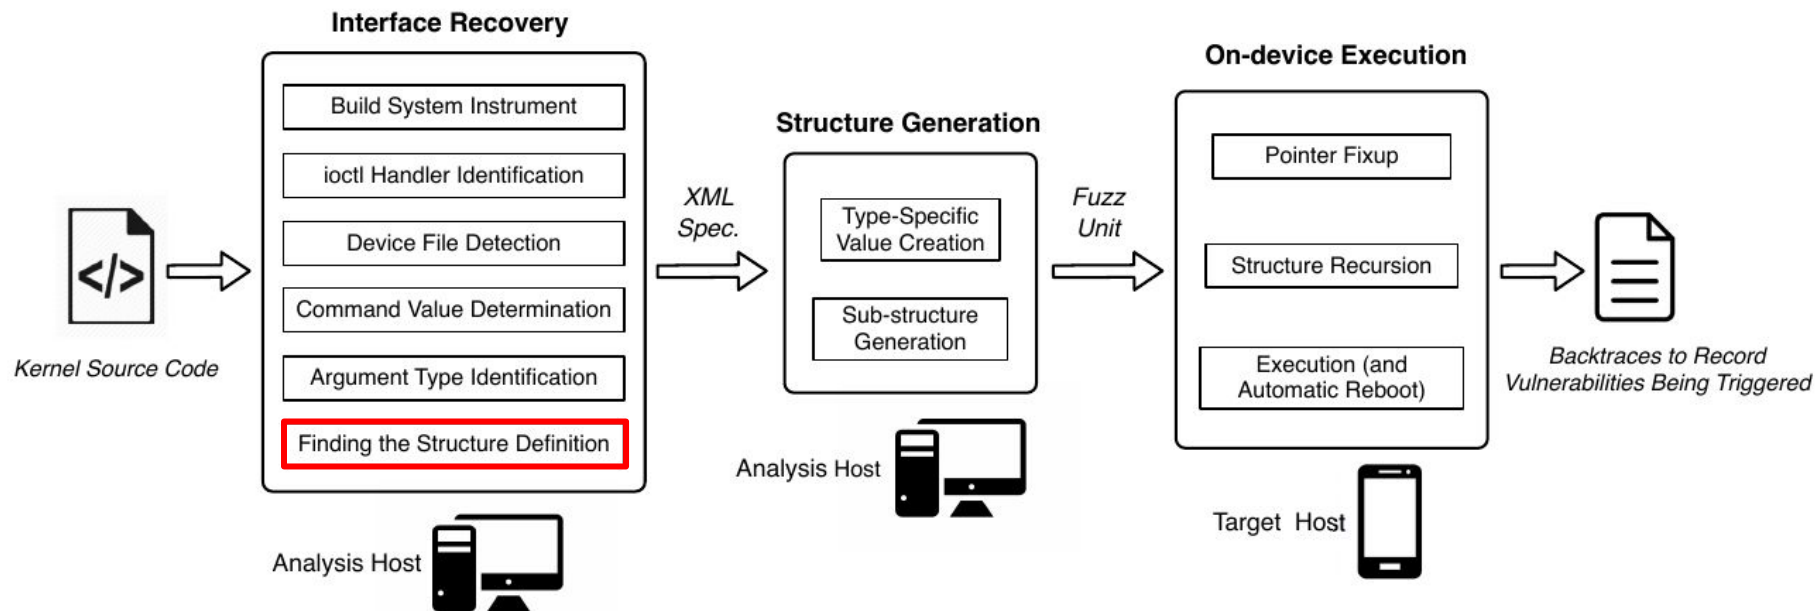 Interface Recovery
Build System Instrument
ioctl Handler Identification
Device File Detection
Command Value Determination
Argument Type Identification
Finding the Structure Definition
</>
Kernel Source Code
Analysis Host
XML
Spec.
Structure Generation
Type-Specific
Value Creation
Sub-structure
Generation
Analysis Host
Fuzz
Unit
On-device Execution
Pointer Fixup
Structure Recursion
Execution (and
Automatic Reboot)
Target Host
Backtraces to Record
Vulnerabilities Being Triggered